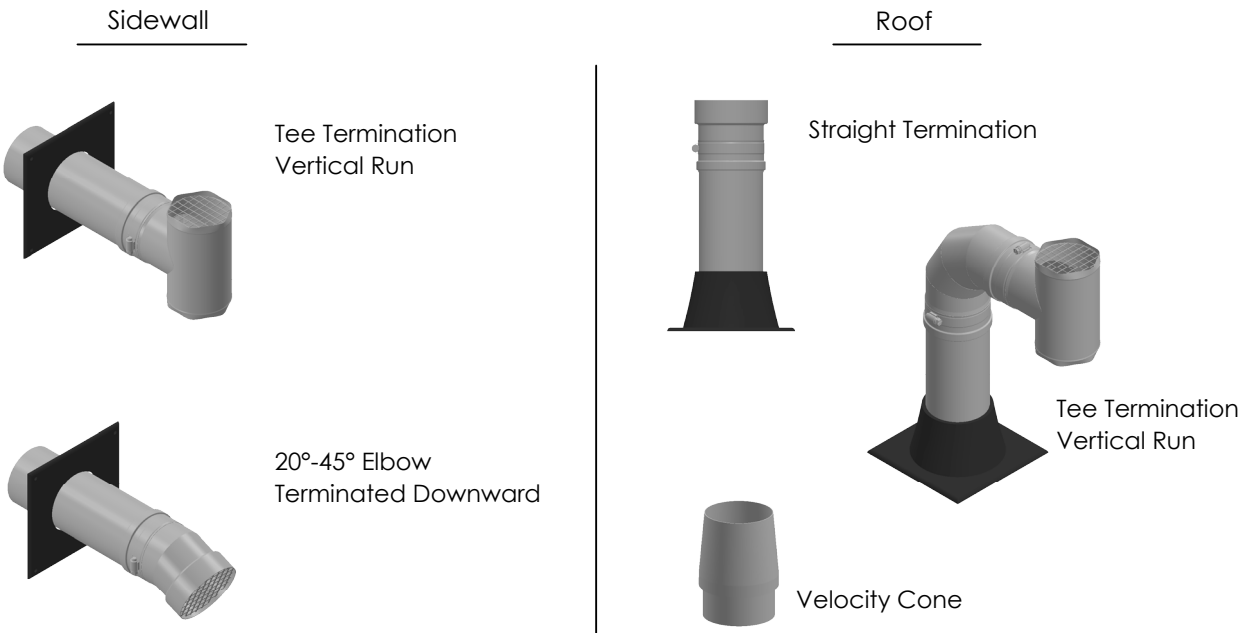 Sidewall
Tee Termination
Vertical Run
20°-45° Elbow
Terminated Downward
Roof
Straight Termination
Tee Termination
Vertical Run
Velocity Cone